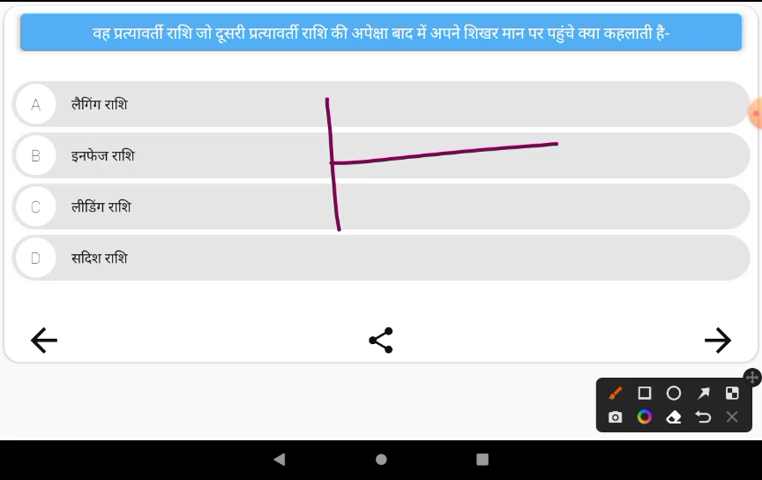 वह प्रत्यावर्ती राशि जो दूसरी प्रत्यावर्ती राशि की अपेक्षा बाद में अपने शिखर मान पर पहुंचे क्या कहलाती है-
A लैगिंग राशि
B इनफेज राशि
C लीडिंग राशि
D सदिश राशि